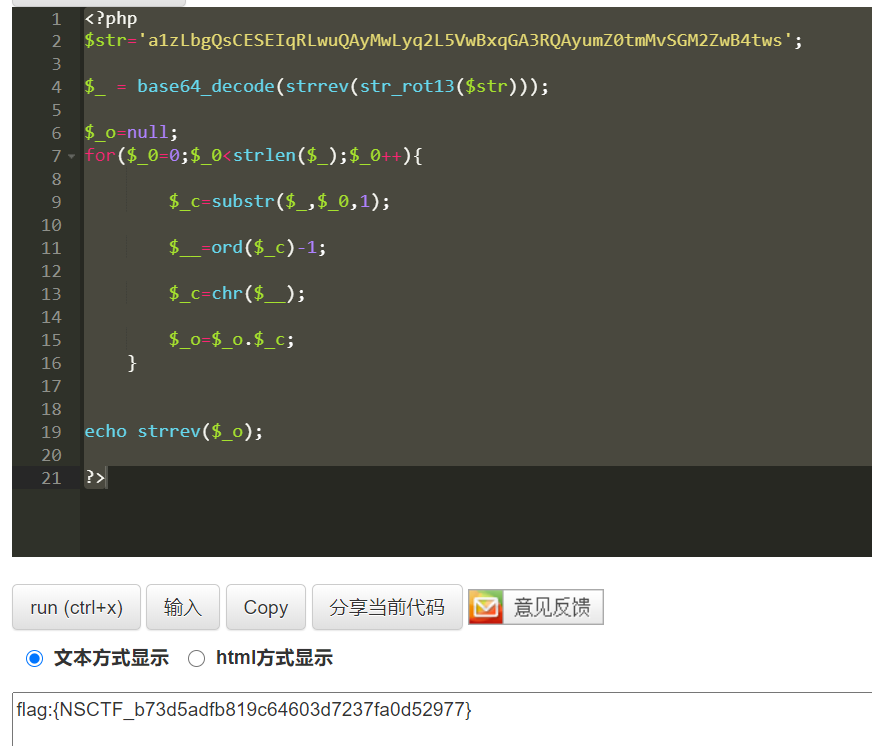 1 <?php
2 $str='a1zLbgQsCESEIqRLwuQAyMwLyq2L5VwBxqGA3RQAyumZ0tmMvSGM2ZwB4tws';
3
4 $_ = base64_decode(strrev(str_rot13($str)));
5
6 $_o=null;
7 for($_0=0;$_0<strlen($_);$_0++){
8
9 $_c=substr($_,$_0,1);
10
11 $__=ord($_c)-1;
12
13 $_c=chr($__);
14
15 $_o=$_o.$_c;
16 }
17
18
19 echo strrev($_o);
20
21 ?>
run (ctrl+x) 输入 Copy 分享当前代码 意见反馈
文本方式显示 html方式显示
flag:{NSCTF_b73d5adfb819c64603d7237fa0d52977}